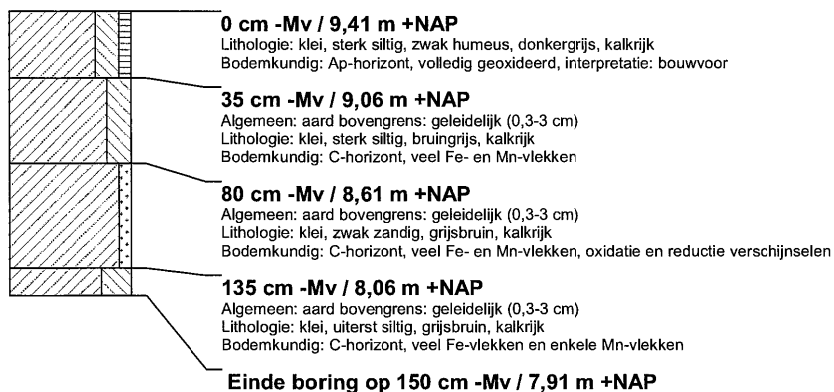 0 cm -Mv / 9,41 m +NAP
Lithologie: klei, sterk siltig, zwak humeus, donkergrijs, kalkrijk
Bodemkundig: Ap-horizont, volledig geoxideerd, interpretatie: bouwvoor
35 cm -Mv / 9,06 m +NAP
Algemeen: aard bovengrens: geleidelijk (0,3-3 cm)
Lithologie: klei, sterk siltig, bruingrijs, kalkrijk
Bodemkundig: C-horizont, veel Fe- en Mn-vlekken
80 cm -Mv / 8,61 m +NAP
Algemeen: aard bovengrens: geleidelijk (0,3-3 cm)
Lithologie: klei, zwak zandig, grijsbruin, kalkrijk
Bodemkundig: C-horizont, veel Fe- en Mn-vlekken, oxidatie en reductie verschijnselen
135 cm -Mv / 8,06 m +NAP
Algemeen: aard bovengrens: geleidelijk (0,3-3 cm)
Lithologie: klei, uiterst siltig, grijsbruin, kalkrijk
Bodemkundig: C-horizont, veel Fe-vlekken en enkele Mn-vlekken
Einde boring op 150 cm -Mv / 7,91 m +NAP